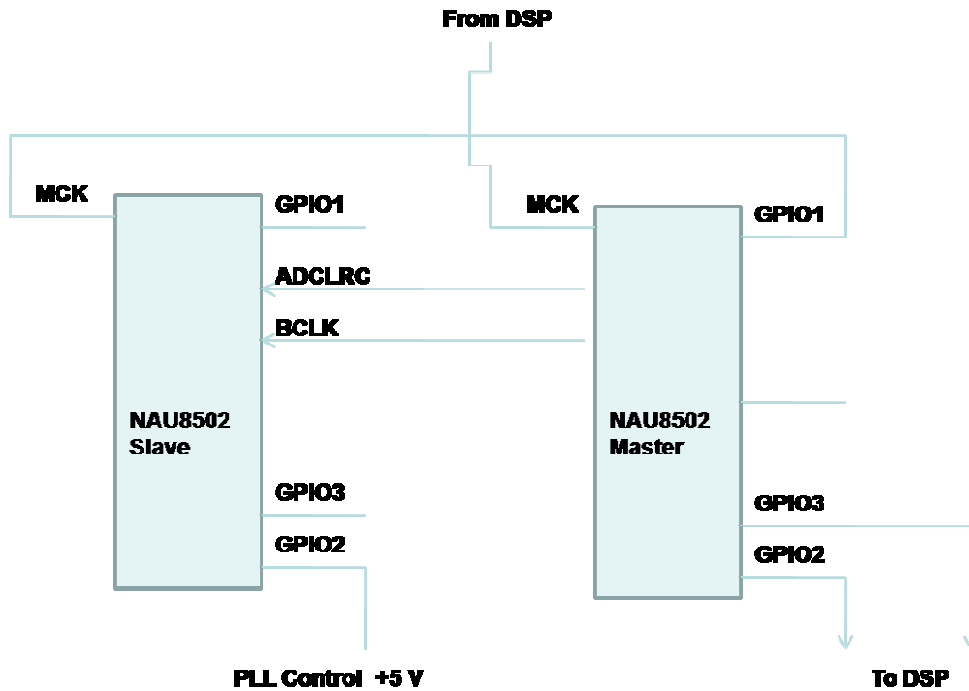 From DSP
MCK
GPIO1
MCK
GPIO1
ADCLRC
BCLK
NAU8502
Slave
NAU8502
Master
GPIO3
GPIO3
GPIO2
GPIO2
PLL Control +5 V
To DSP